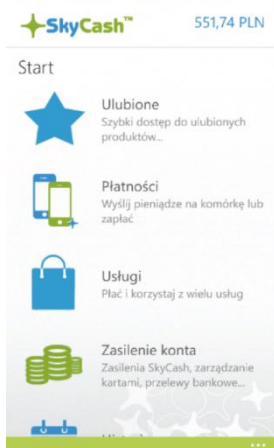 SkyCash™
551,74 PLN
Start
Ulubione
Szybki dostęp do ulubionych
produktów...
Płatności
Wyślij pieniądze na komórkę lub
zapłać
Usługi
Płać i korzystaj z wielu usług
Zasilenie konta
Zasilenia SkyCash, zarządzanie
kartami, przelewy bankowe...